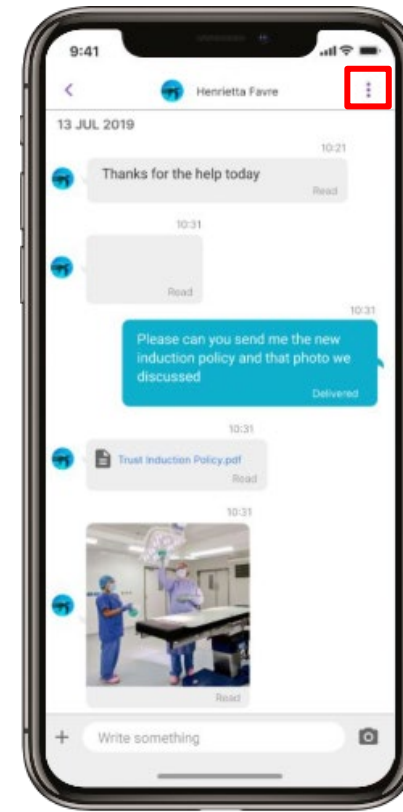 9:41
Henrietta Favre
13 JUL 2019
10:21
Thanks for the help today
Read
10:31
Read
10:31
Please can you send me the new
induction policy and that photo we
discussed
Delivered
10:31
Trust Induction Policy.pdf
Read
10:31
Read
Write something